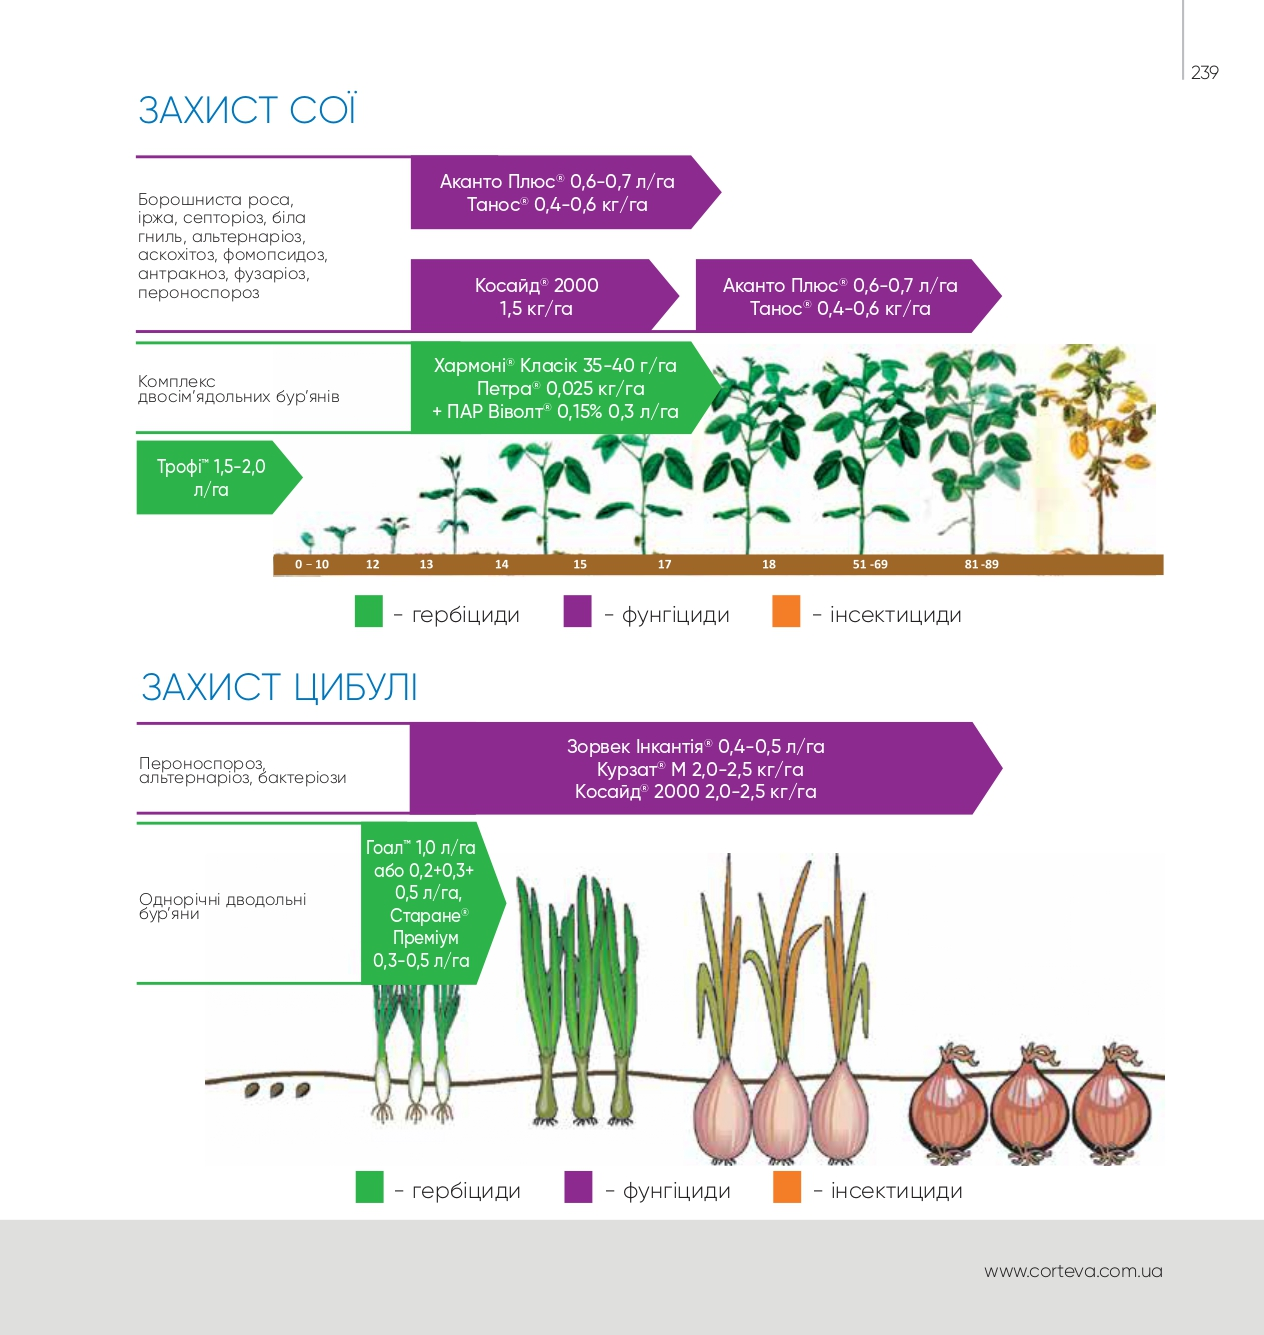 239
ЗАХИСТ СОЇ
Борошниста роса,
іржа, септоріоз, біла
гниль, альтернаріоз,
аскохітоз, фомопсидоз,
антракноз, фузаріоз,
пероноспороз
Аканто Плюс® 0,6-0,7 л/га
Танос® 0,4-0,6 кг/га
Косайд® 2000
1,5 кг/га
Аканто Плюс® 0,6-0,7 л/га
Танос® 0,4-0,6 кг/га
Комплекс
двосім’ядольних бур’янів
Хармоні® Класік 35-40 г/га
Петра® 0,025 кг/га
+ ПАР Віволт® 0,15% 0,3 л/га
Трофі™ 1,5-2,0
л/га
0 – 10 12 13 14 15 17 18 51 -69 81 -89
- гербіциди - фунгіциди - інсектициди
ЗАХИСТ ЦИБУЛІ
Пероноспороз,
альтернаріоз, бактеріози
Зорвек Інкантія® 0,4-0,5 л/га
Курзат® М 2,0-2,5 кг/га
Косайд® 2000 2,0-2,5 кг/га
Однорічні дводольні
бур’яни
Гоал™ 1,0 л/га
або 0,2+0,3+
0,5 л/га,
Старане®
Преміум
0,3-0,5 л/га
- гербіциди - фунгіциди - інсектициди
www.corteva.com.ua